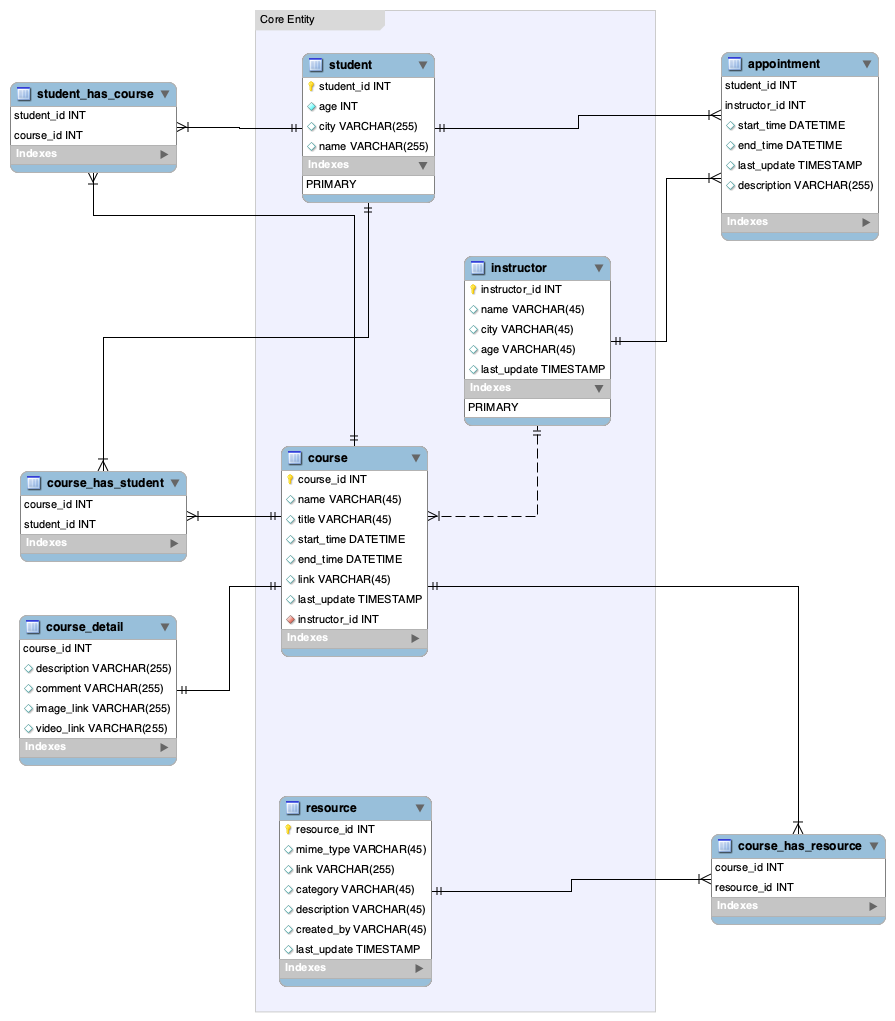 Core Entity
student
student_id INT
age INT
city VARCHAR(255)
name VARCHAR(255)
Indexes
PRIMARY
student_has_course
student_id INT
course_id INT
Indexes
appointment
student_id INT
instructor_id INT
start_time DATETIME
end_time DATETIME
last_update TIMESTAMP
description VARCHAR(255)
Indexes
instructor
instructor_id INT
name VARCHAR(45)
city VARCHAR(45)
age VARCHAR(45)
last_update TIMESTAMP
Indexes
PRIMARY
course
course_id INT
name VARCHAR(45)
title VARCHAR(45)
start_time DATETIME
end_time DATETIME
link VARCHAR(45)
last_update TIMESTAMP
instructor_id INT
Indexes
course_has_student
course_id INT
student_id INT
Indexes
course_detail
course_id INT
description VARCHAR(255)
comment VARCHAR(255)
image_link VARCHAR(255)
video_link VARCHAR(255)
Indexes
resource
resource_id INT
mime_type VARCHAR(45)
link VARCHAR(255)
category VARCHAR(45)
description VARCHAR(45)
created_by VARCHAR(45)
last_update TIMESTAMP
Indexes
course_has_resource
course_id INT
resource_id INT
Indexes